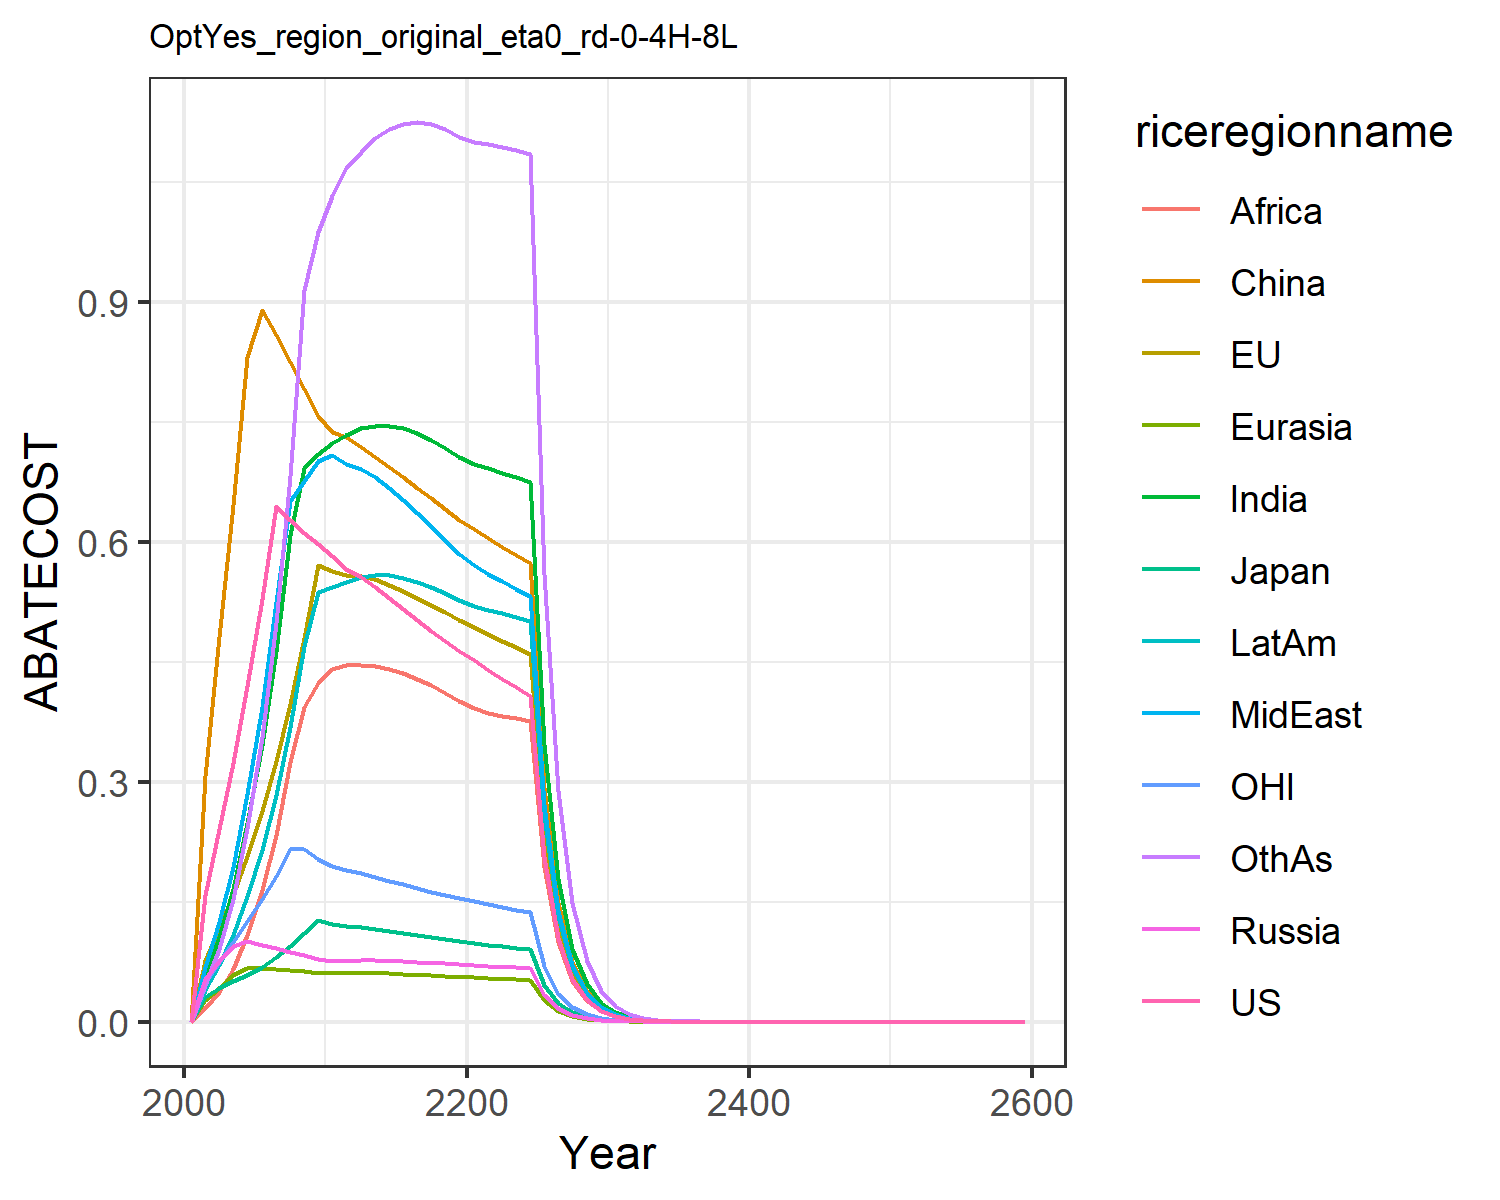 OptYes_region_original_eta0_rd-0-4H-8L
ABATECOST
0.9
0.6
0.3
0.0
2000
2200
2400
2600
Year
riceregionname
Africa
China
EU
Eurasia
India
Japan
LatAm
MidEast
OHI
OthAs
Russia
US